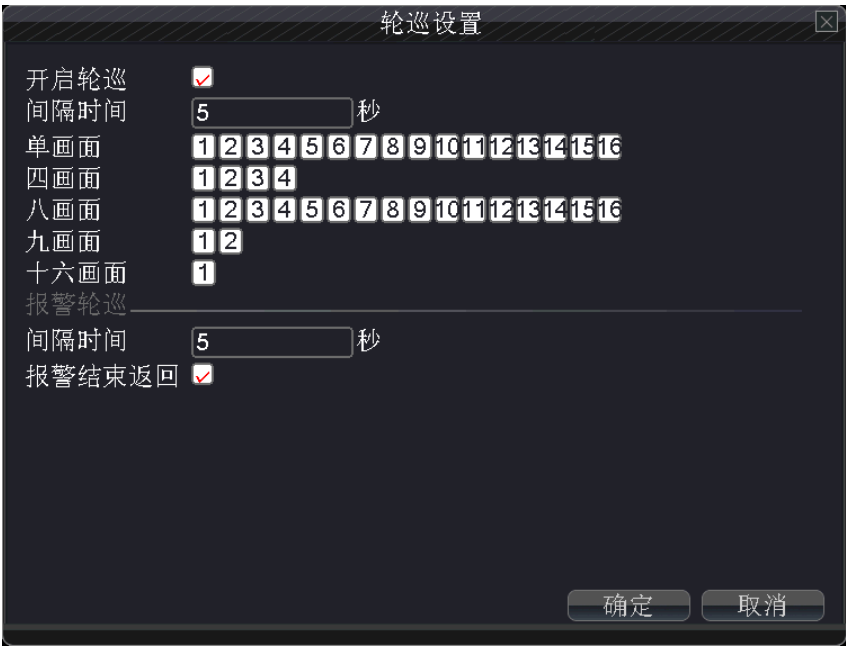 轮巡设置
开启轮巡
间隔时间 5 秒
单画面 1 2 3 4 5 6 7 8 9 10 11 12 13 14 15 16
四画面 1 2 3 4
八画面 1 2 3 4 5 6 7 8 9 10 11 12 13 14 15 16
九画面 1 2
十六画面 1
报警轮巡
间隔时间 5 秒
报警结束返回
确定 取消